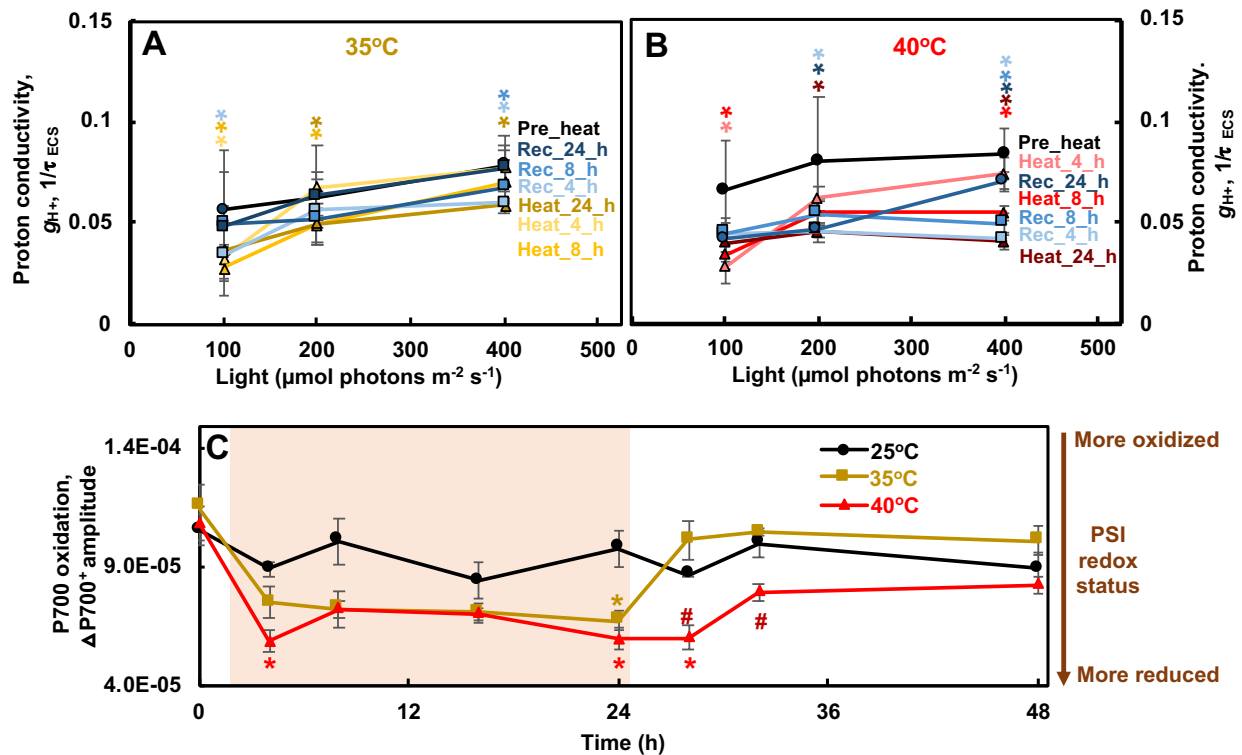 A
35°C
Proton conductivity,
gH+, 1/τ ECS
0.15
0.1
0.05
0
*
*
*
*
*
*
*
*
Pre_heat
Rec_24_h
Rec_8_h
Rec_4_h
Heat_24_h
Heat_4_h
Heat_8_h
0
100
200
300
400
500
Light (µmol photons m-2 s-1)
B
40°C
*
*
*
*
*
*
*
*
*
*
Pre_heat
Heat_4_h
Rec_24_h
Heat_8_h
Rec_8_h
Rec_4_h
Heat_24_h
0.15
0.1
0.05
0
Proton conductivity.
gH+, 1/τ ECS
0
100
200
300
400
500
Light (µmol photons m-2 s-1)
C
P700 oxidation,
ΔP700+ amplitude
1.4E-04
9.0E-05
4.0E-05
25°C
35°C
40°C
*
*
*
#
*
#
More oxidized
PSI
redox
status
More reduced
0
12
24
36
48
Time (h)